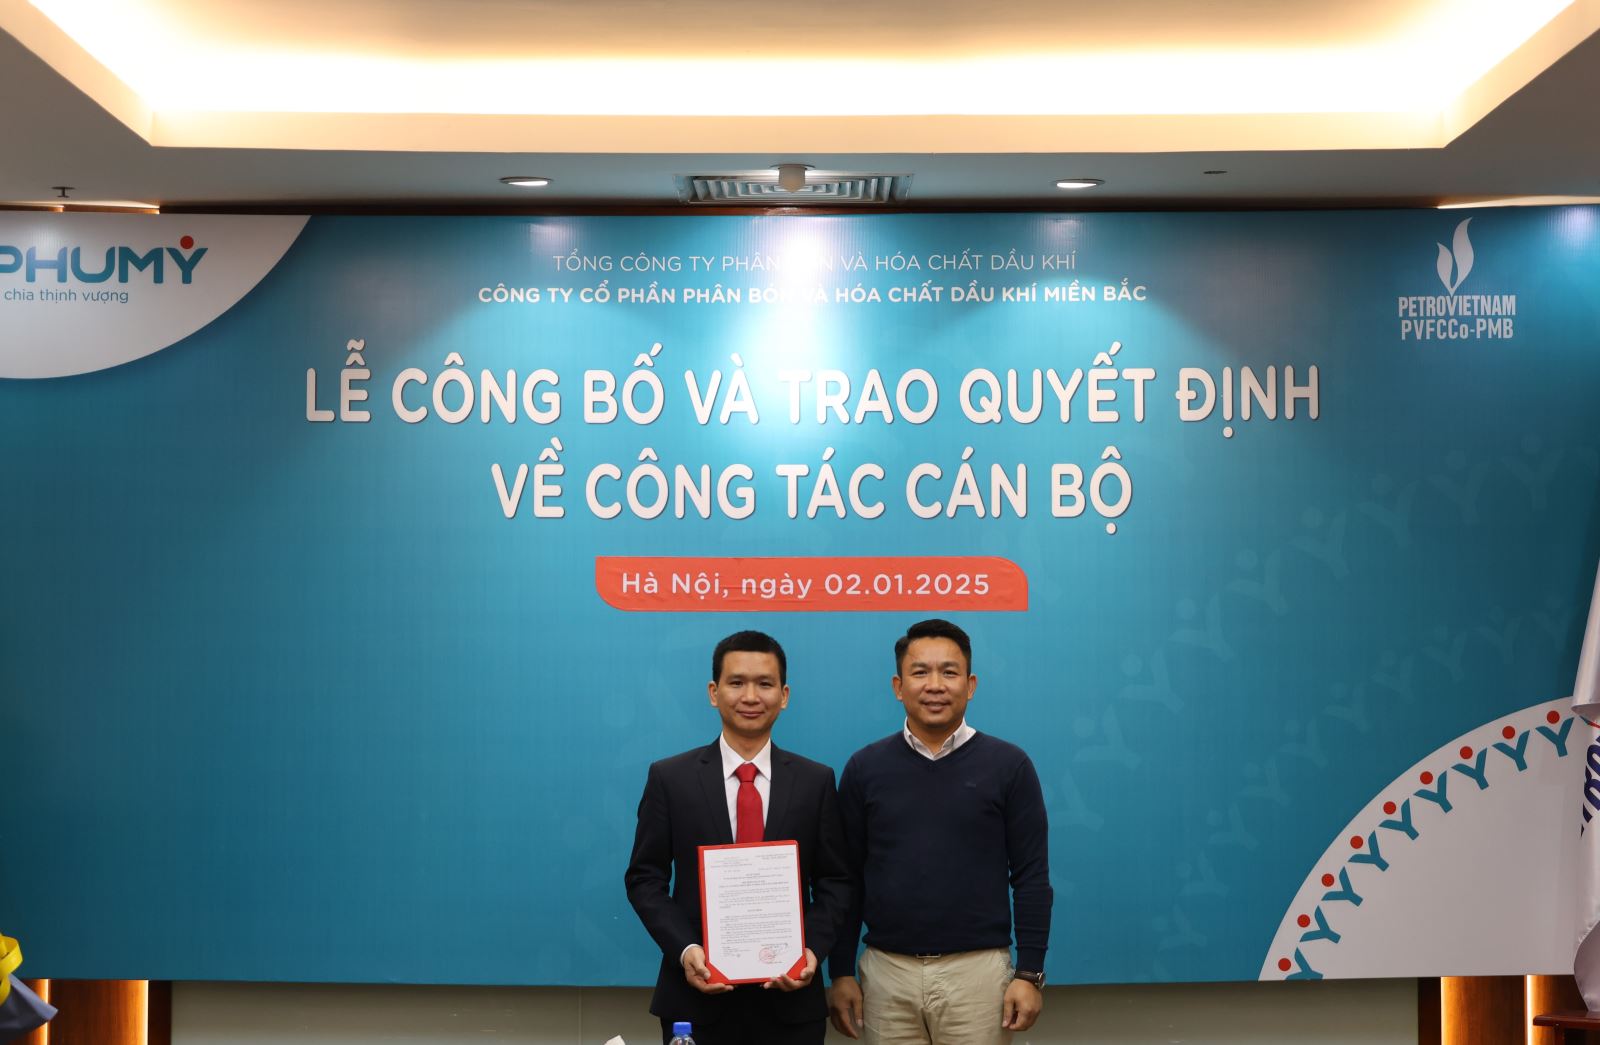 PHUMY
chia thịnh vượng
TỔNG CÔNG TY PHÂN BÓN VÀ HÓA CHẤT DẦU KHÍ
CÔNG TY CỔ PHẦN PHÂN BÓN VÀ HÓA CHẤT DẦU KHÍ MIỀN BẮC
PETROVIETNAM
PVFCCo-PMB
LỄ CÔNG BỐ VÀ TRAO QUYẾT ĐỊNH
VỀ CÔNG TÁC CÁN BỘ
Hà Nội, ngày 02.01.2025